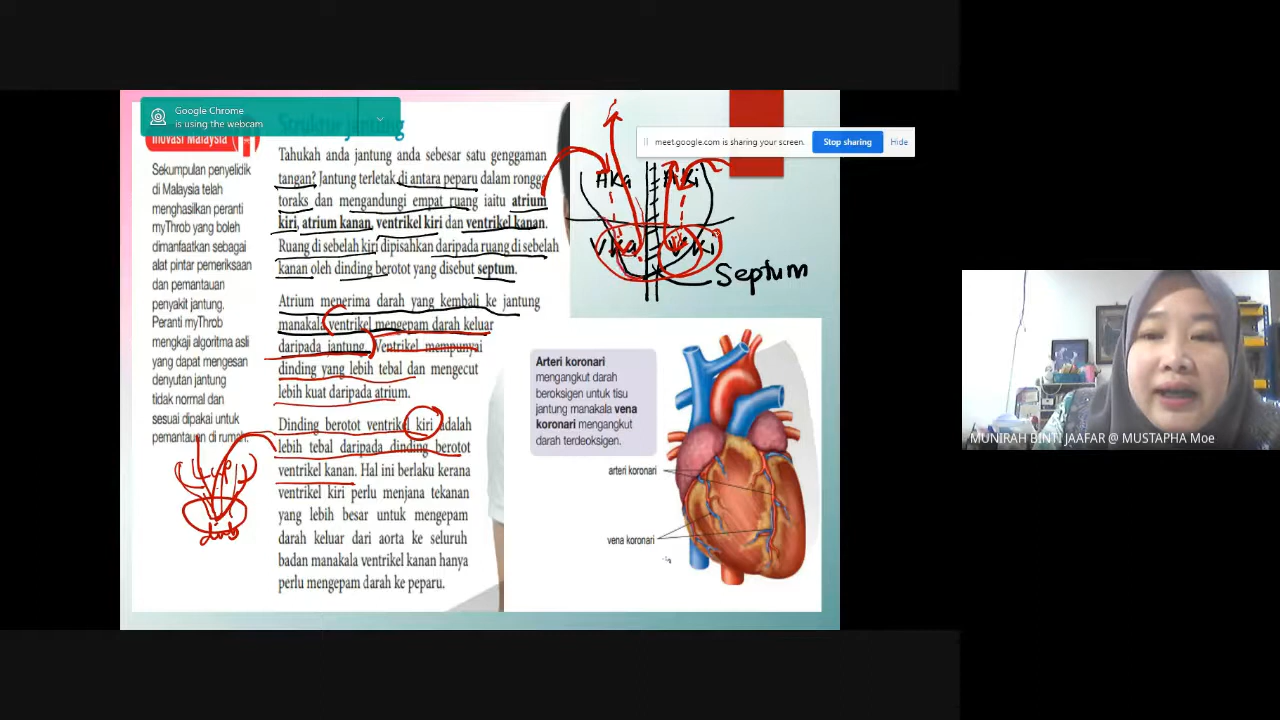 Google Chrome
is using the webcam
Struktur jantung
Inovasi Malaysia
Sekumpulan penyelidik
di Malaysia telah
menghasilkan peranti
myThrob yang boleh
dimanfaatkan sebagai
alat pintar pemeriksaan
dan pemantauan
penyakit jantung.
Peranti myThrob
mengkaji algoritma asli
yang dapat mengesan
denyutan jantung
tidak normal dan
sesuai dipakai untuk
pemantauan di rumah.
Tahukah anda jantung anda sebesar satu genggaman
tangan? Jantung terletak di antara peparu dalam rongga
toraks dan mengandungi empat ruang iaitu atrium
kiri, atrium kanan, ventrikel kiri dan ventrikel kanan.
Ruang di sebelah kiri dipisahkan daripada ruang di sebelah
kanan oleh dinding berotot yang disebut septum.
Atrium menerima darah yang kembali ke jantung
manakala ventrikel mengepam darah keluar
daripada jantung. Ventrikel mempunyai
dinding yang lebih tebal dan mengecut
lebih kuat daripada atrium.
Dinding berotot ventrikel kiri adalah
lebih tebal daripada dinding berotot
ventrikel kanan. Hal ini berlaku kerana
ventrikel kiri perlu menjana tekanan
yang lebih besar untuk mengepam
darah keluar dari aorta ke seluruh
badan manakala ventrikel kanan hanya
perlu mengepam darah ke peparu.
meet.google.com is sharing your screen.
Stop sharing
Hide
AKa
AKi
VKa
VKi
Septum
Arteri koronari
mengangkut darah
beroksigen untuk tisu
jantung manakala vena
koronari mengangkut
darah terdeoksigen.
arteri koronari
vena koronari
MUNIRAH BINTI JAAFAR @ MUSTAPHA Moe